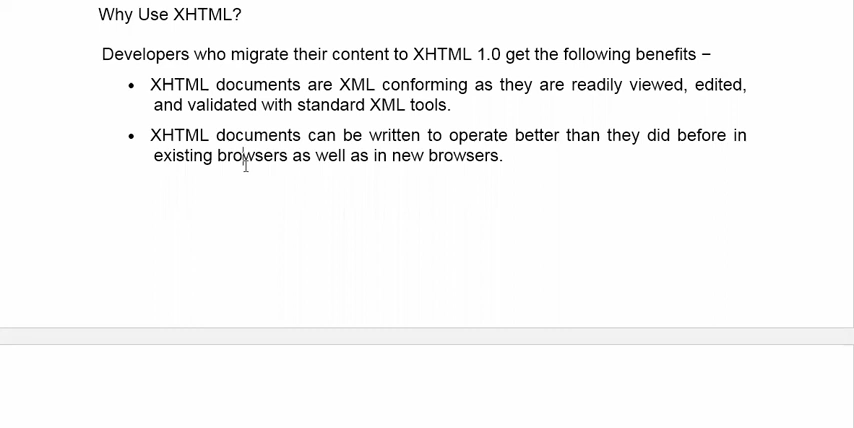 Why Use XHTML?
Developers who migrate their content to XHTML 1.0 get the following benefits −
• XHTML documents are XML conforming as they are readily viewed, edited,
and validated with standard XML tools.
• XHTML documents can be written to operate better than they did before in
existing browsers as well as in new browsers.